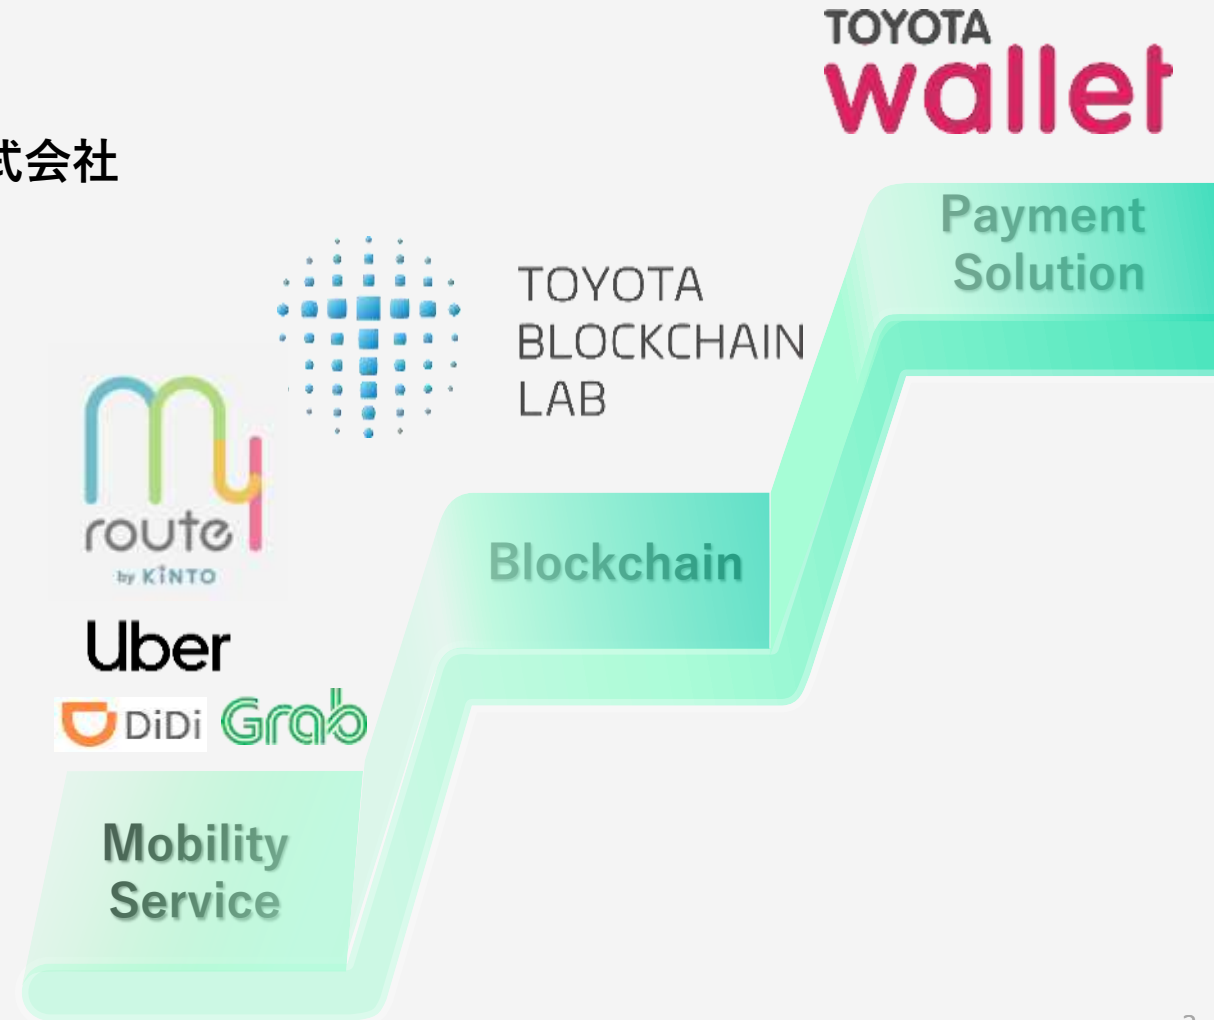 TOYOTA
wallet
式会社
Payment
Solution
TOYOTA
BLOCKCHAIN
LAB
my
route
by KINTO
Blockchain
Uber
DiDi Grab
Mobility
Service